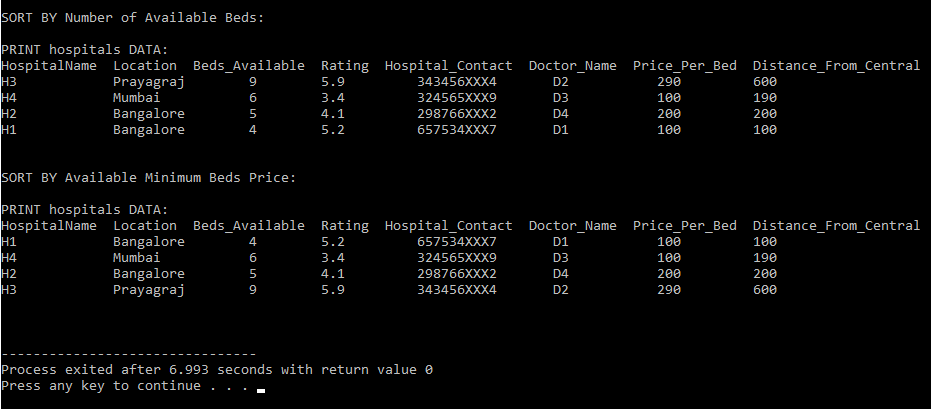 SORT BY Number of Available Beds:
PRINT hospitals DATA:
HospitalName Location Beds_Available Rating Hospital_Contact Doctor_Name Price_Per_Bed Distance_From_Central
H3 Prayagraj 9 5.9 343456XXX4 D2 290 600
H4 Mumbai 6 3.4 324565XXX9 D3 100 190
H2 Bangalore 5 4.1 298766XXX2 D4 200 200
H1 Bangalore 4 5.2 657534XXX7 D1 100 100
SORT BY Available Minimum Beds Price:
PRINT hospitals DATA:
HospitalName Location Beds_Available Rating Hospital_Contact Doctor_Name Price_Per_Bed Distance_From_Central
H1 Bangalore 4 5.2 657534XXX7 D1 100 100
H4 Mumbai 6 3.4 324565XXX9 D3 100 190
H2 Bangalore 5 4.1 298766XXX2 D4 200 200
H3 Prayagraj 9 5.9 343456XXX4 D2 290 600
--------------------------------
Process exited after 6.993 seconds with return value 0
Press any key to continue . . .